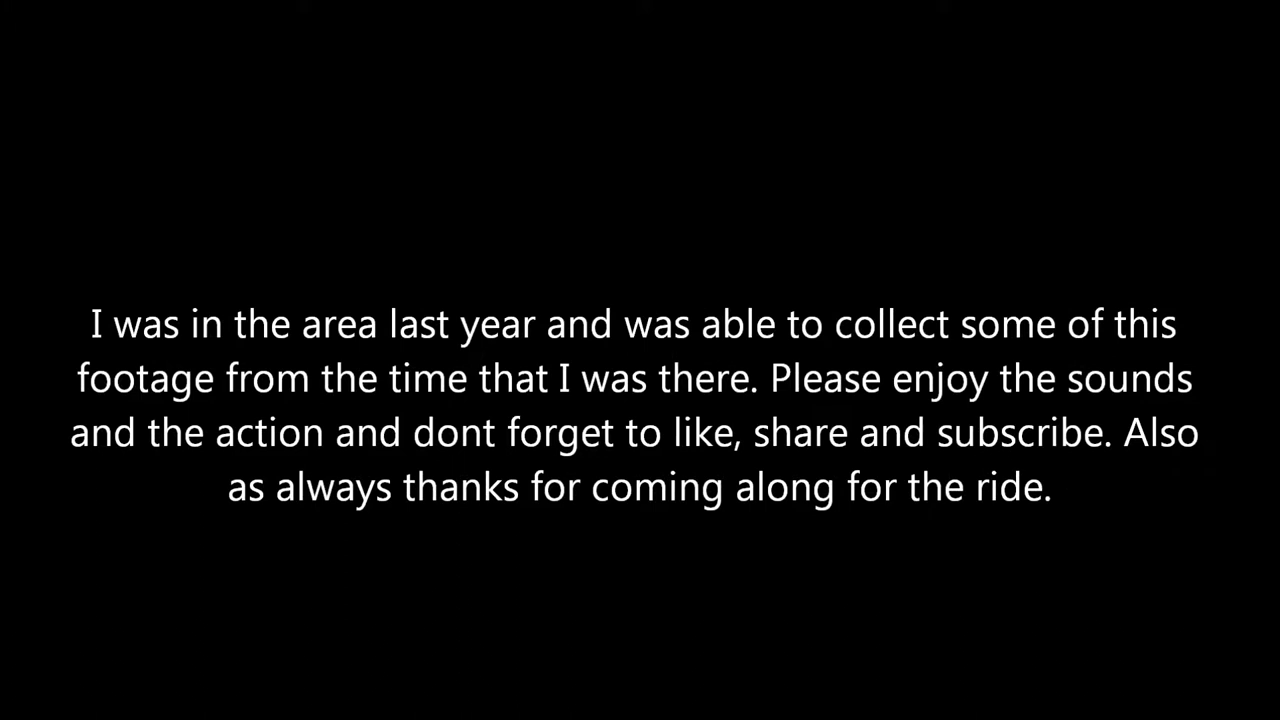 I was in the area last year and was able to collect some of this
footage from the time that I was there. Please enjoy the sounds
and the action and dont forget to like, share and subscribe. Also
as always thanks for coming along for the ride.